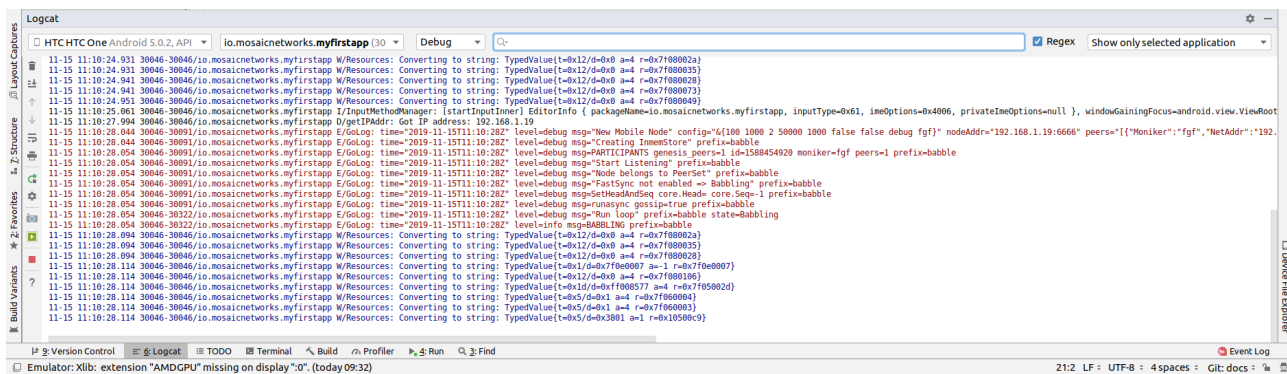 Logcat
HTC HTC One Android 5.0.2, API
io.mosaicnetworks.myfirstapp (30
Debug
Regex
Show only selected application
11-15 11:10:24.931 30046-30046/io.mosaicnetworks.myfirstapp W/Resources: Converting to string: TypedValue{t=0x12/d=0x0 a=4 r=0x7f08002a}
11-15 11:10:24.941 30046-30046/io.mosaicnetworks.myfirstapp W/Resources: Converting to string: TypedValue{t=0x12/d=0x0 a=4 r=0x7f080035}
11-15 11:10:24.941 30046-30046/io.mosaicnetworks.myfirstapp W/Resources: Converting to string: TypedValue{t=0x12/d=0x0 a=4 r=0x7f080028}
11-15 11:10:24.941 30046-30046/io.mosaicnetworks.myfirstapp W/Resources: Converting to string: TypedValue{t=0x12/d=0x0 a=4 r=0x7f080073}
11-15 11:10:24.951 30046-30046/io.mosaicnetworks.myfirstapp W/Resources: Converting to string: TypedValue{t=0x12/d=0x0 a=4 r=0x7f080049}
11-15 11:10:25.061 30046-30046/io.mosaicnetworks.myfirstapp I/InputMethodManager: [startInputInner] EditorInfo { packageName=io.mosaicnetworks.myfirstapp, inputType=0x61, imeOptions=0x4006, privateImeOptions=null }, windowGainingFocus=android.view.ViewRoot
11-15 11:10:27.994 30046-30046/io.mosaicnetworks.myfirstapp D/getIPAddr: Got IP address: 192.168.1.19
11-15 11:10:28.044 30046-30091/io.mosaicnetworks.myfirstapp E/GoLog: time="2019-11-15T11:10:28Z" level=debug msg="New Mobile Node" config="&{100 1000 2 50000 1000 false false debug fgf}" nodeAddr="192.168.1.19:6666" peers="[{"Moniker":"fgf","NetAddr":"192.
11-15 11:10:28.044 30046-30091/io.mosaicnetworks.myfirstapp E/GoLog: time="2019-11-15T11:10:28Z" level=debug msg="Creating InmemStore" prefix=babble
11-15 11:10:28.054 30046-30091/io.mosaicnetworks.myfirstapp E/GoLog: time="2019-11-15T11:10:28Z" level=debug msg=PARTICIPANTS genesis_peers=1 id=1588454920 moniker=fgf peers=1 prefix=babble
11-15 11:10:28.054 30046-30091/io.mosaicnetworks.myfirstapp E/GoLog: time="2019-11-15T11:10:28Z" level=debug msg="Start Listening" prefix=babble
11-15 11:10:28.054 30046-30091/io.mosaicnetworks.myfirstapp E/GoLog: time="2019-11-15T11:10:28Z" level=debug msg="Node belongs to PeerSet" prefix=babble
11-15 11:10:28.054 30046-30091/io.mosaicnetworks.myfirstapp E/GoLog: time="2019-11-15T11:10:28Z" level=debug msg="FastSync not enabled => Babbling" prefix=babble
11-15 11:10:28.054 30046-30091/io.mosaicnetworks.myfirstapp E/GoLog: time="2019-11-15T11:10:28Z" level=debug msg=SetHeadAndSeq core.Head= core.Seq=-1 prefix=babble
11-15 11:10:28.054 30046-30091/io.mosaicnetworks.myfirstapp E/GoLog: time="2019-11-15T11:10:28Z" level=debug msg=runasync gossip=true prefix=babble
11-15 11:10:28.054 30046-30322/io.mosaicnetworks.myfirstapp E/GoLog: time="2019-11-15T11:10:28Z" level=debug msg="Run loop" prefix=babble state=Babbling
11-15 11:10:28.054 30046-30322/io.mosaicnetworks.myfirstapp E/GoLog: time="2019-11-15T11:10:28Z" level=info msg=BABBLING prefix=babble
11-15 11:10:28.094 30046-30046/io.mosaicnetworks.myfirstapp W/Resources: Converting to string: TypedValue{t=0x12/d=0x0 a=4 r=0x7f08002a}
11-15 11:10:28.094 30046-30046/io.mosaicnetworks.myfirstapp W/Resources: Converting to string: TypedValue{t=0x12/d=0x0 a=4 r=0x7f080035}
11-15 11:10:28.094 30046-30046/io.mosaicnetworks.myfirstapp W/Resources: Converting to string: TypedValue{t=0x12/d=0x0 a=4 r=0x7f080028}
11-15 11:10:28.114 30046-30046/io.mosaicnetworks.myfirstapp W/Resources: Converting to string: TypedValue{t=0x1/d=0x7f0e0007 a=-1 r=0x7f0e0007}
11-15 11:10:28.114 30046-30046/io.mosaicnetworks.myfirstapp W/Resources: Converting to string: TypedValue{t=0x12/d=0x0 a=4 r=0x7f080106}
11-15 11:10:28.114 30046-30046/io.mosaicnetworks.myfirstapp W/Resources: Converting to string: TypedValue{t=0x1d/d=0xff008577 a=4 r=0x7f05002d}
11-15 11:10:28.114 30046-30046/io.mosaicnetworks.myfirstapp W/Resources: Converting to string: TypedValue{t=0x5/d=0x1 a=4 r=0x7f060004}
11-15 11:10:28.114 30046-30046/io.mosaicnetworks.myfirstapp W/Resources: Converting to string: TypedValue{t=0x5/d=0x1 a=4 r=0x7f060003}
11-15 11:10:28.114 30046-30046/io.mosaicnetworks.myfirstapp W/Resources: Converting to string: TypedValue{t=0x5/d=0x3801 a=1 r=0x10500c9}
Layout Captures
Z: Structure
2: Favorites
Build Variants
Device File Explorer
9: Version Control
6: Logcat
TODO
Terminal
Build
Profiler
4: Run
3: Find
Event Log
Emulator: Xlib: extension "AMDGPU" missing on display ":0". (today 09:32)
21:2 LF UTF-8 4 spaces Git: docs